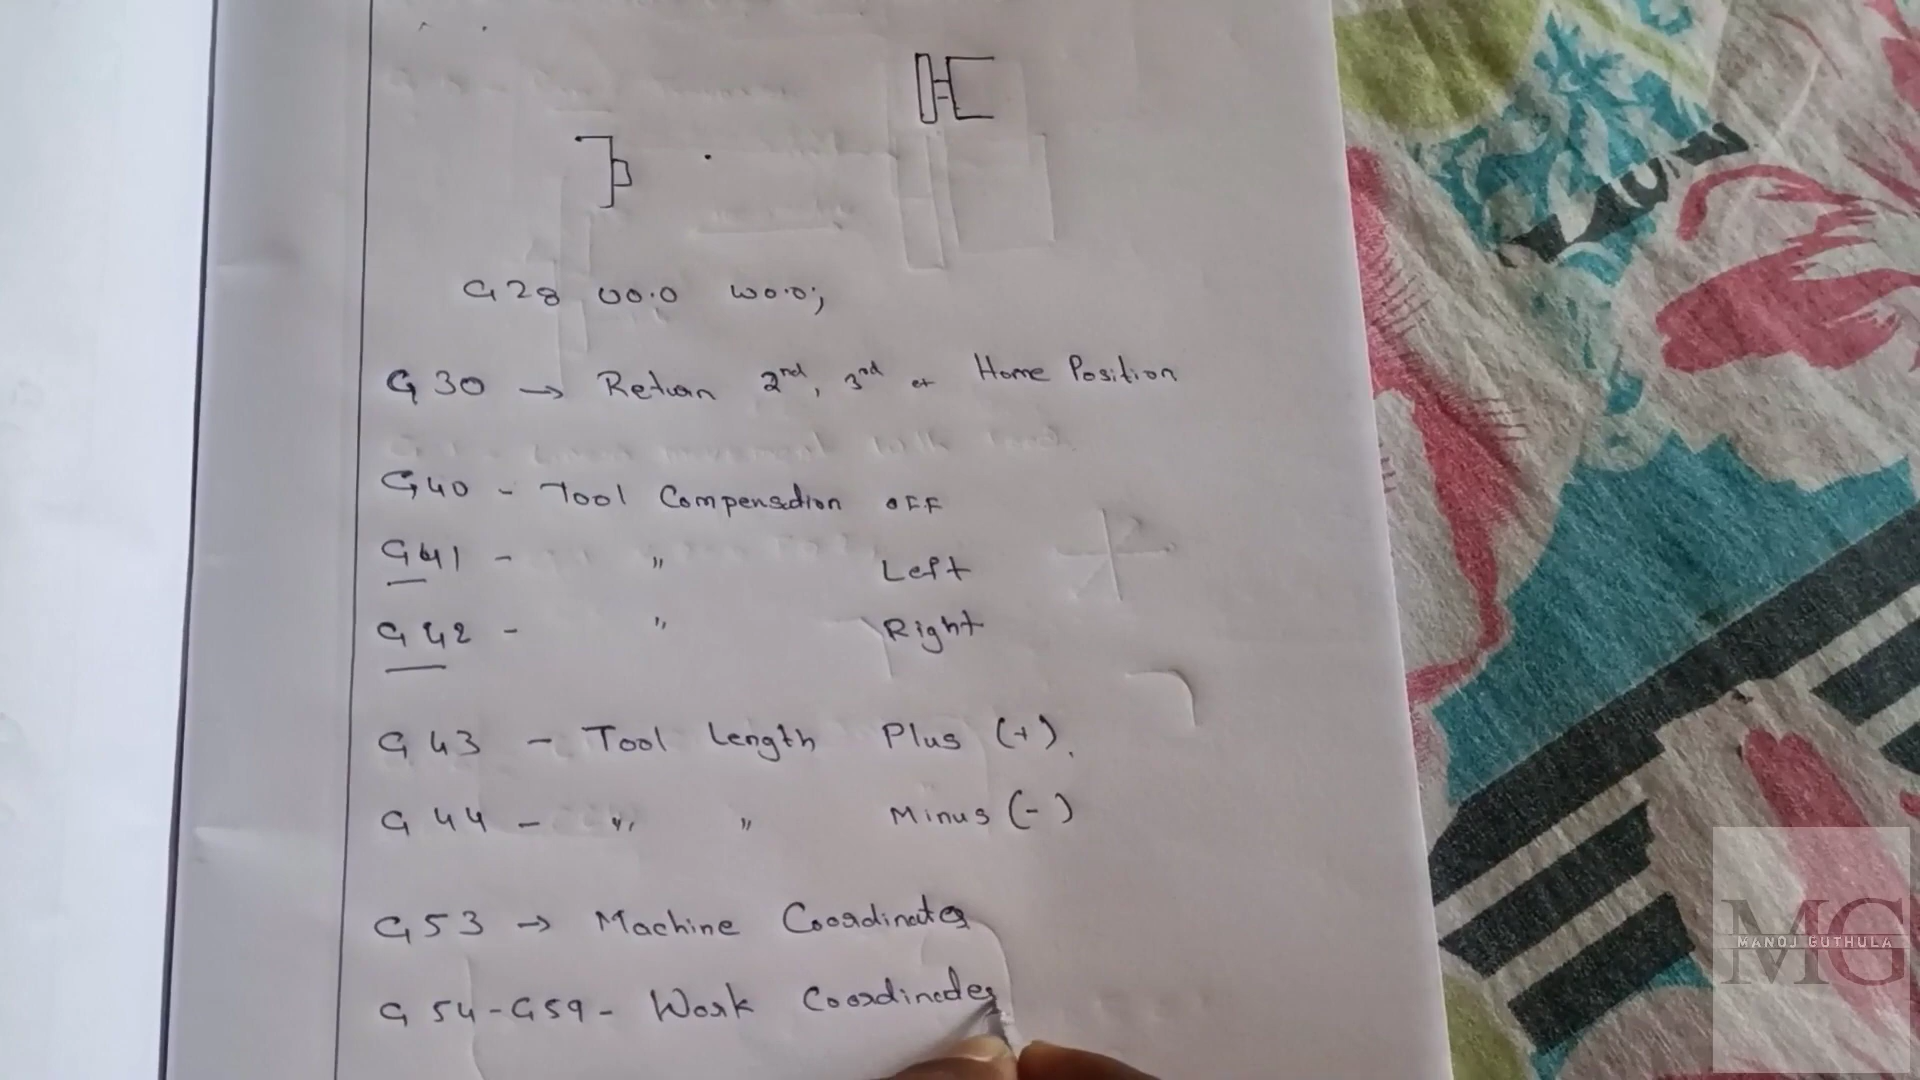 G28 U0.0 W0.0;
G30 → Return 2nd, 3rd or Home Position
G40 - Tool Compensation OFF
G41 - " Left
G42 - " Right
G43 - Tool Length Plus (+).
G44 - " " Minus (-)
G53 → Machine Coordinates
G54-G59- Work Coordinates
MG
MANOJ GUTHULA